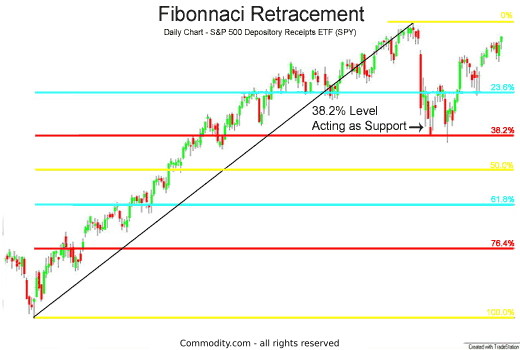 Fibonnaci Retracement
Daily Chart - S&P 500 Depository Receipts ETF (SPY)
0%
23.6%
38.2% Level
Acting as Support
38.2%
50.0%
61.8%
76.4%
100.0%
Commodity.com - all rights reserved
Created with TradeStation